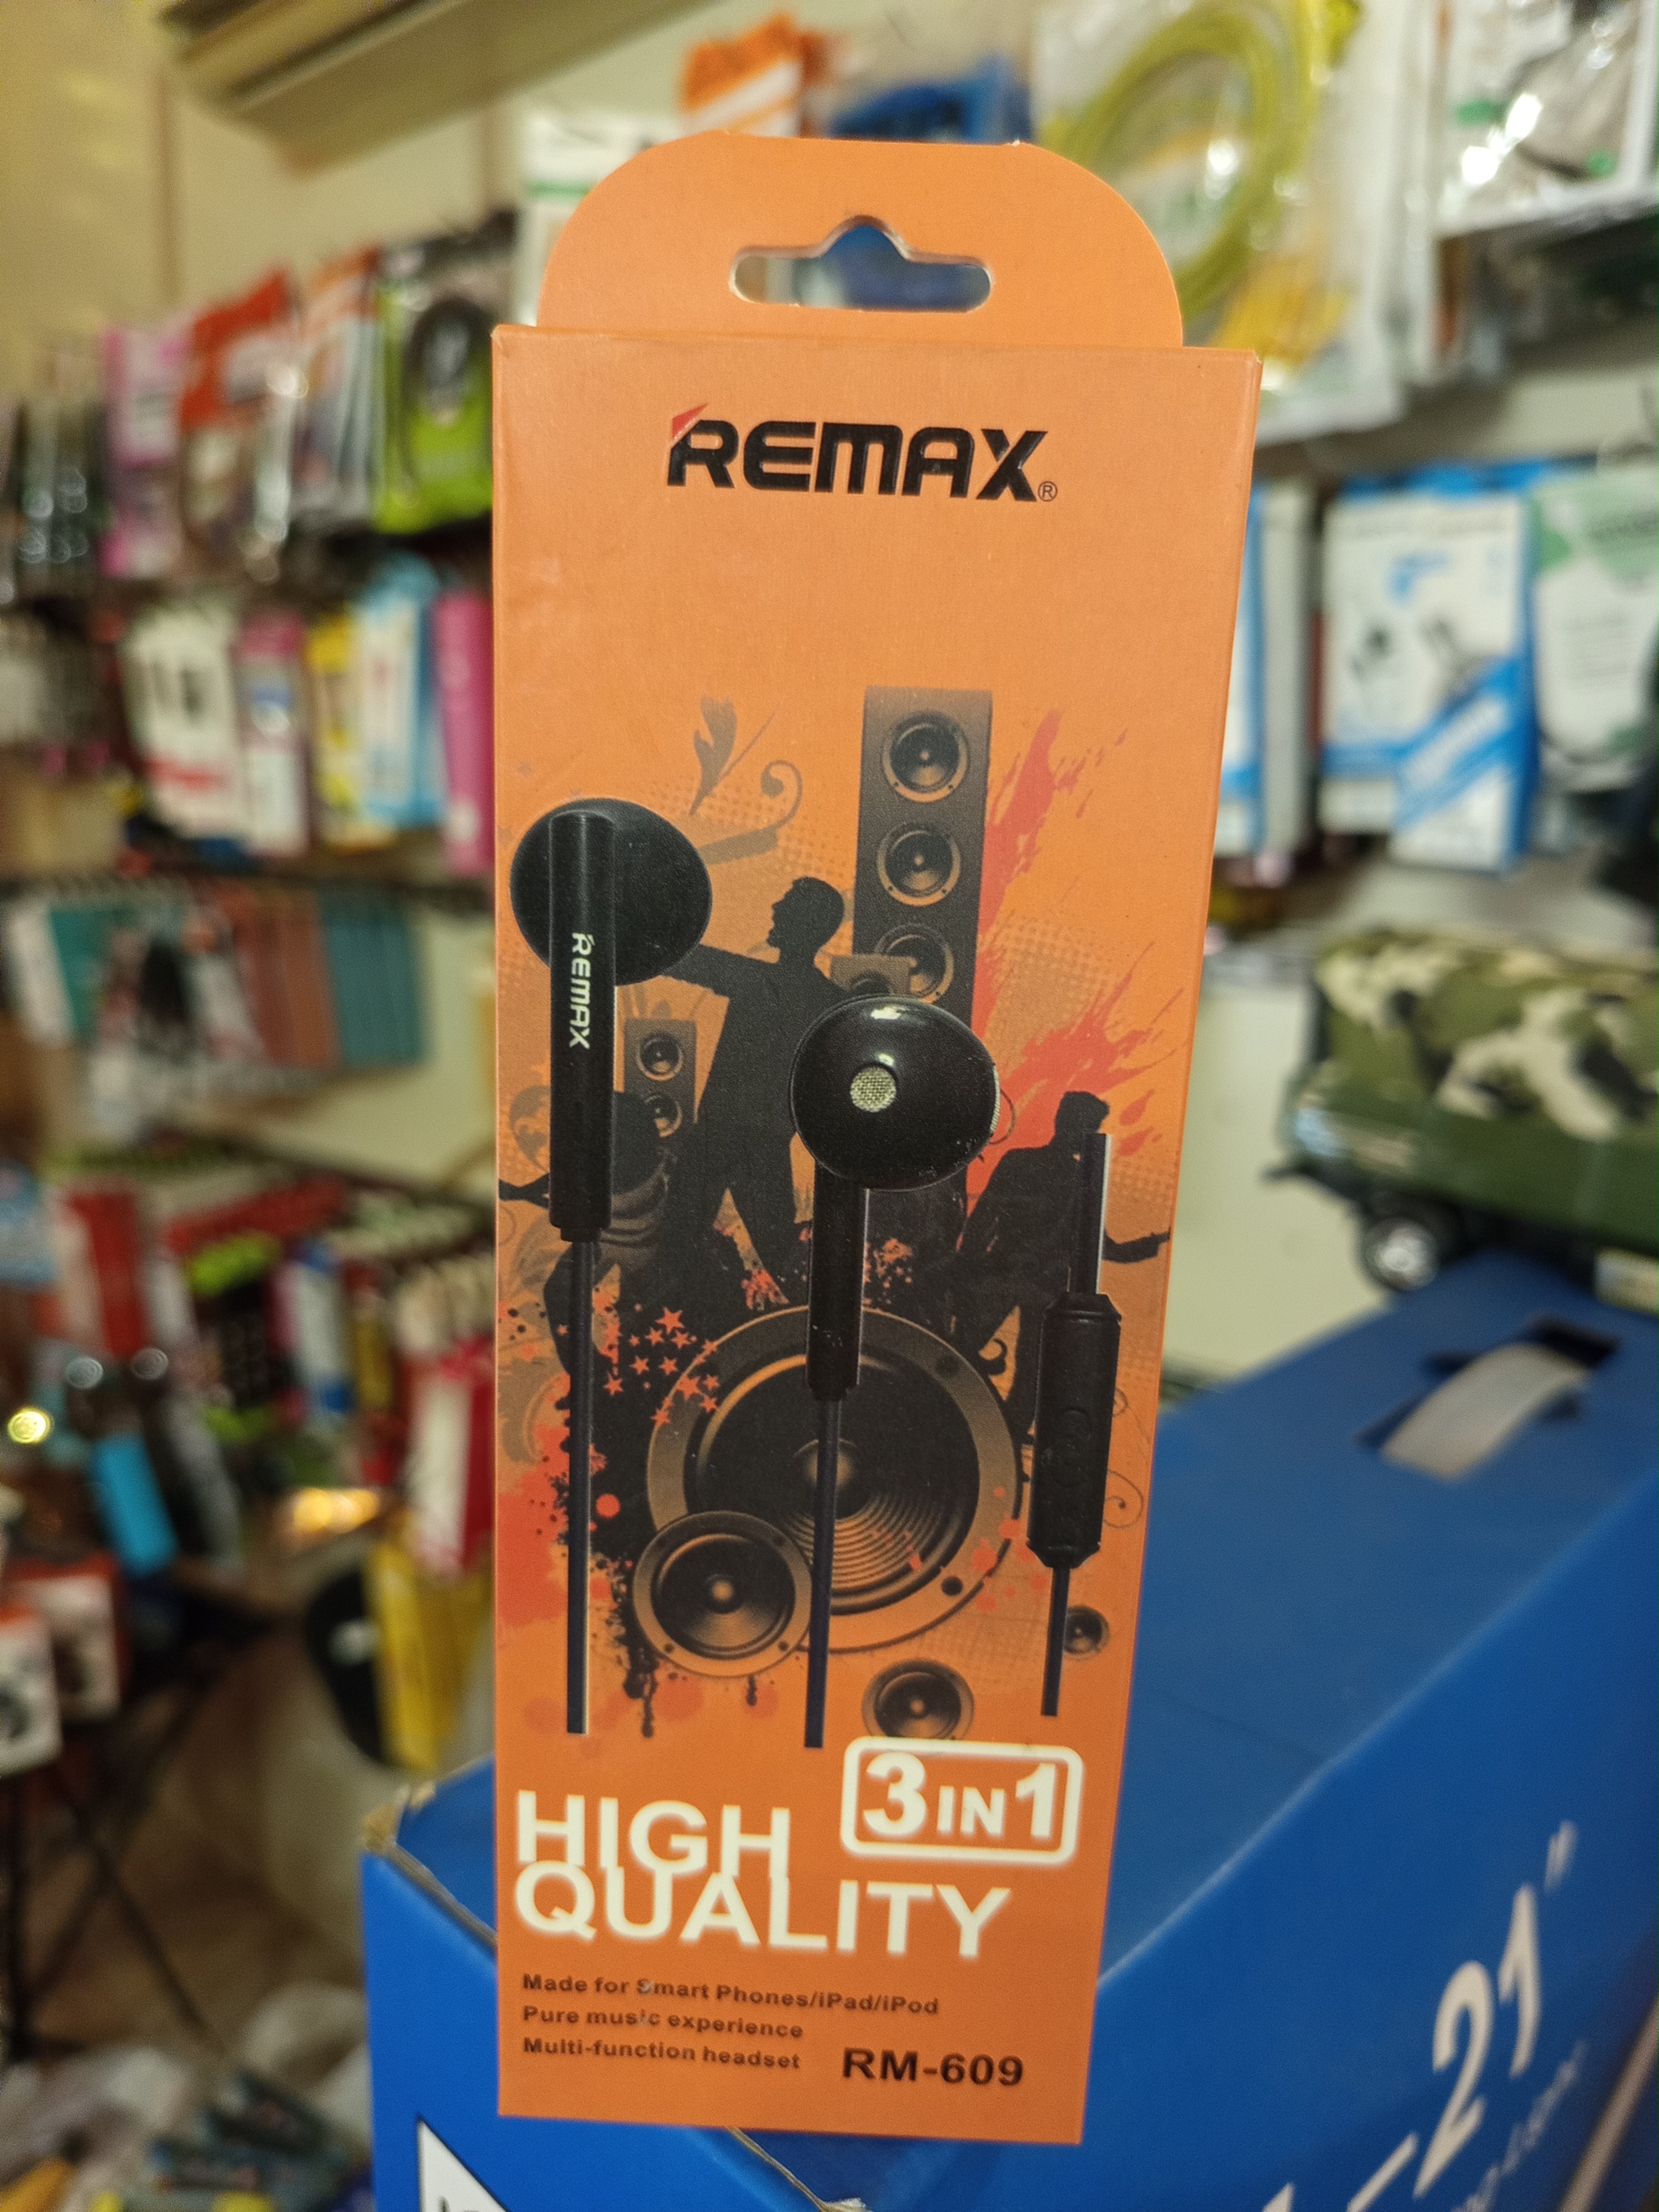 REMAX®
REMAX
3 IN 1
HIGH
QUALITY
Made for Smart Phones/iPad/iPod
Pure music experience
Multi-function headset
RM-609
-21"